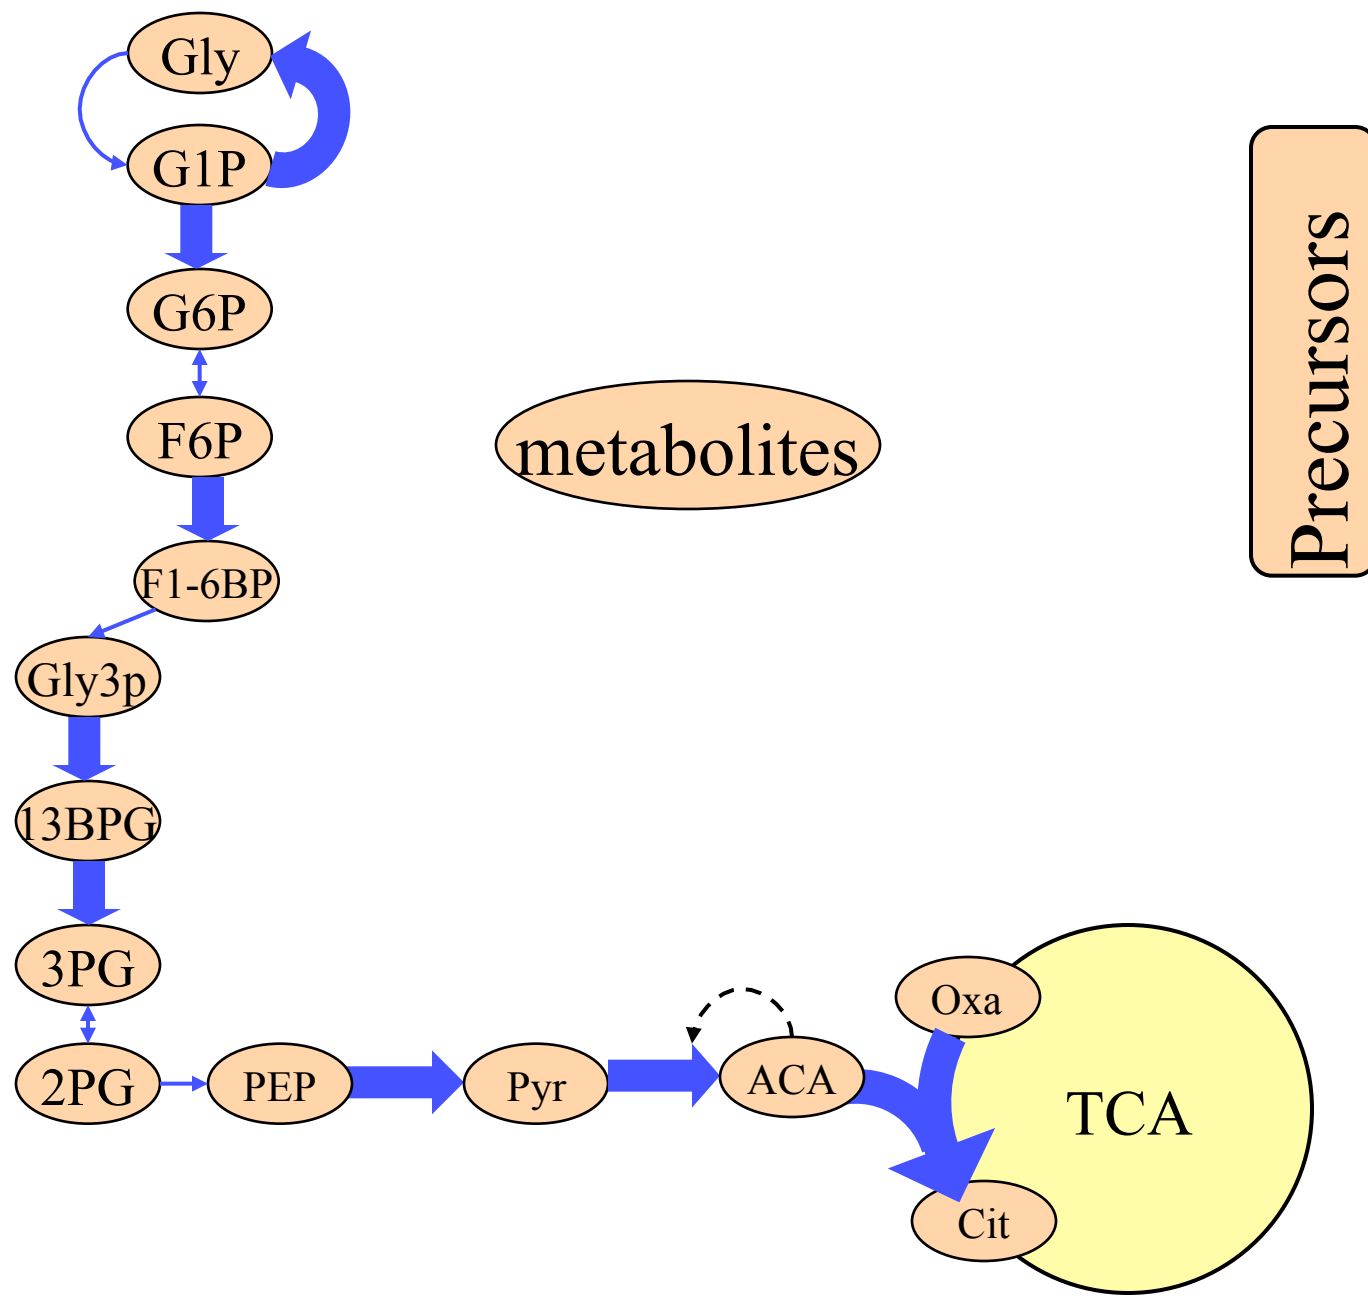 Gly
G1P
G6P
F6P
metabolites
Precursors
F1-6BP
Gly3p
13BPG
3PG
2PG
PEP
Pyr
ACA
Oxa
TCA
Cit